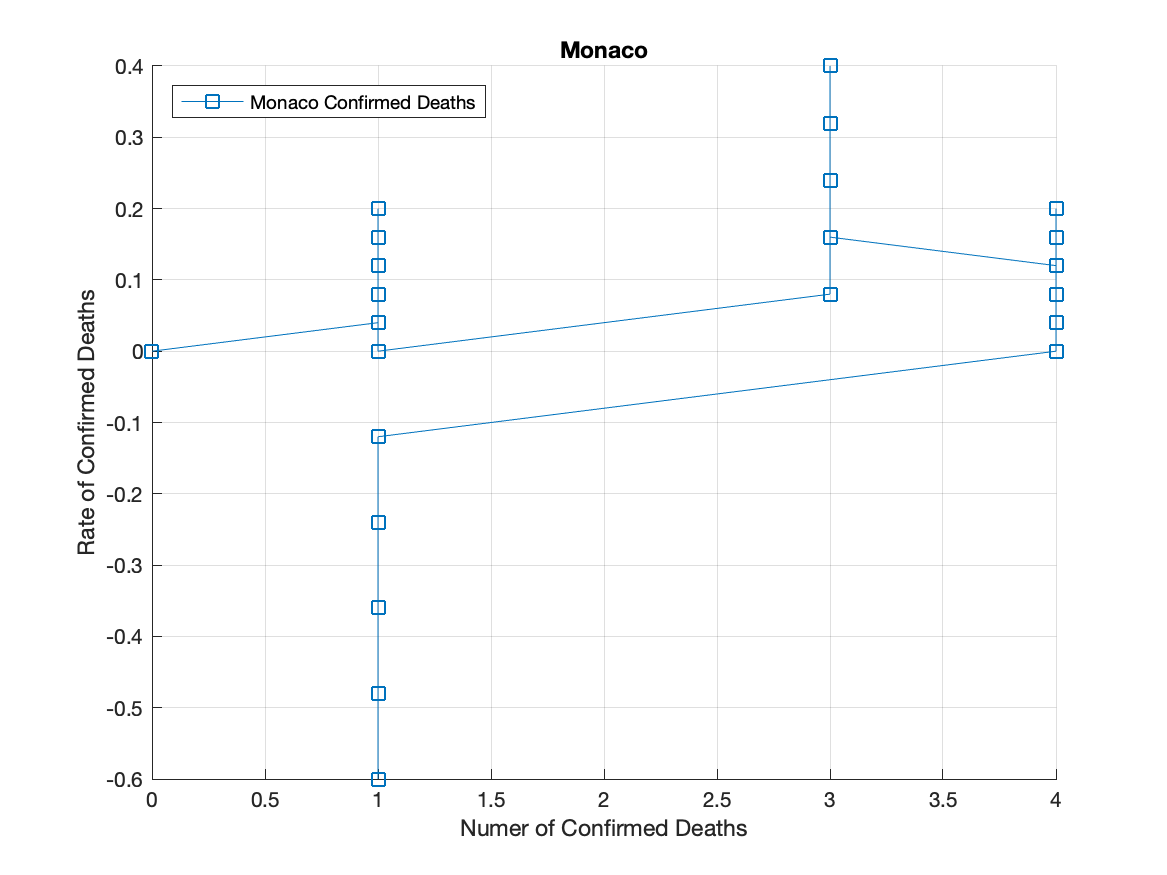 Monaco
Monaco Confirmed Deaths
Rate of Confirmed Deaths
0.4
0.3
0.2
0.1
0
-0.1
-0.2
-0.3
-0.4
-0.5
-0.6
0 0.5 1 1.5 2 2.5 3 3.5 4
Numer of Confirmed Deaths